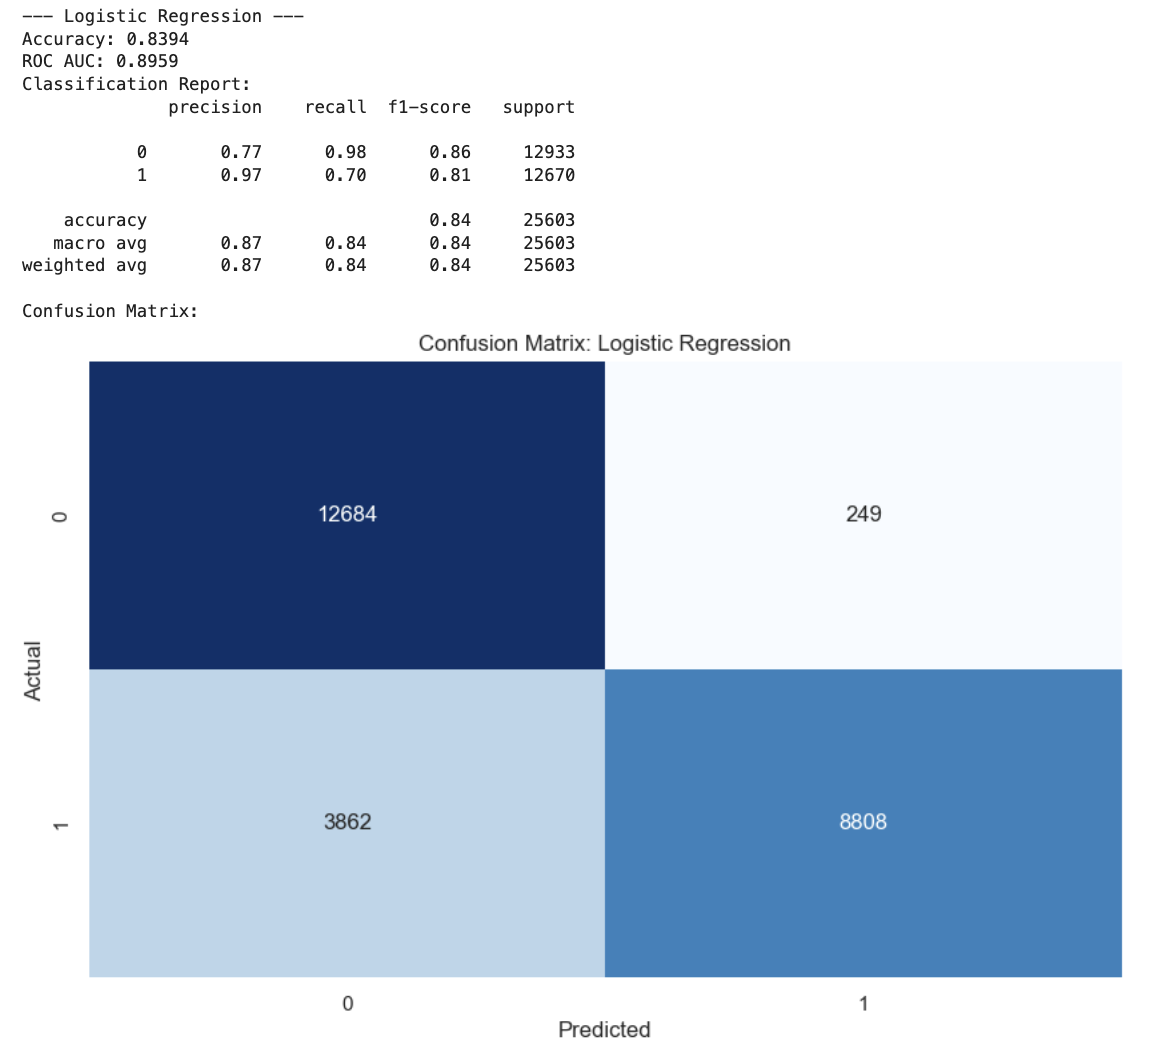 --- Logistic Regression ---
Accuracy: 0.8394
ROC AUC: 0.8959
Classification Report:
precision recall f1-score support
0 0.77 0.98 0.86 12933
1 0.97 0.70 0.81 12670
accuracy 0.84 25603
macro avg 0.87 0.84 0.84 25603
weighted avg 0.87 0.84 0.84 25603
Confusion Matrix:
Confusion Matrix: Logistic Regression
0 12684 249
Actual
1 3862 8808
0 1
Predicted